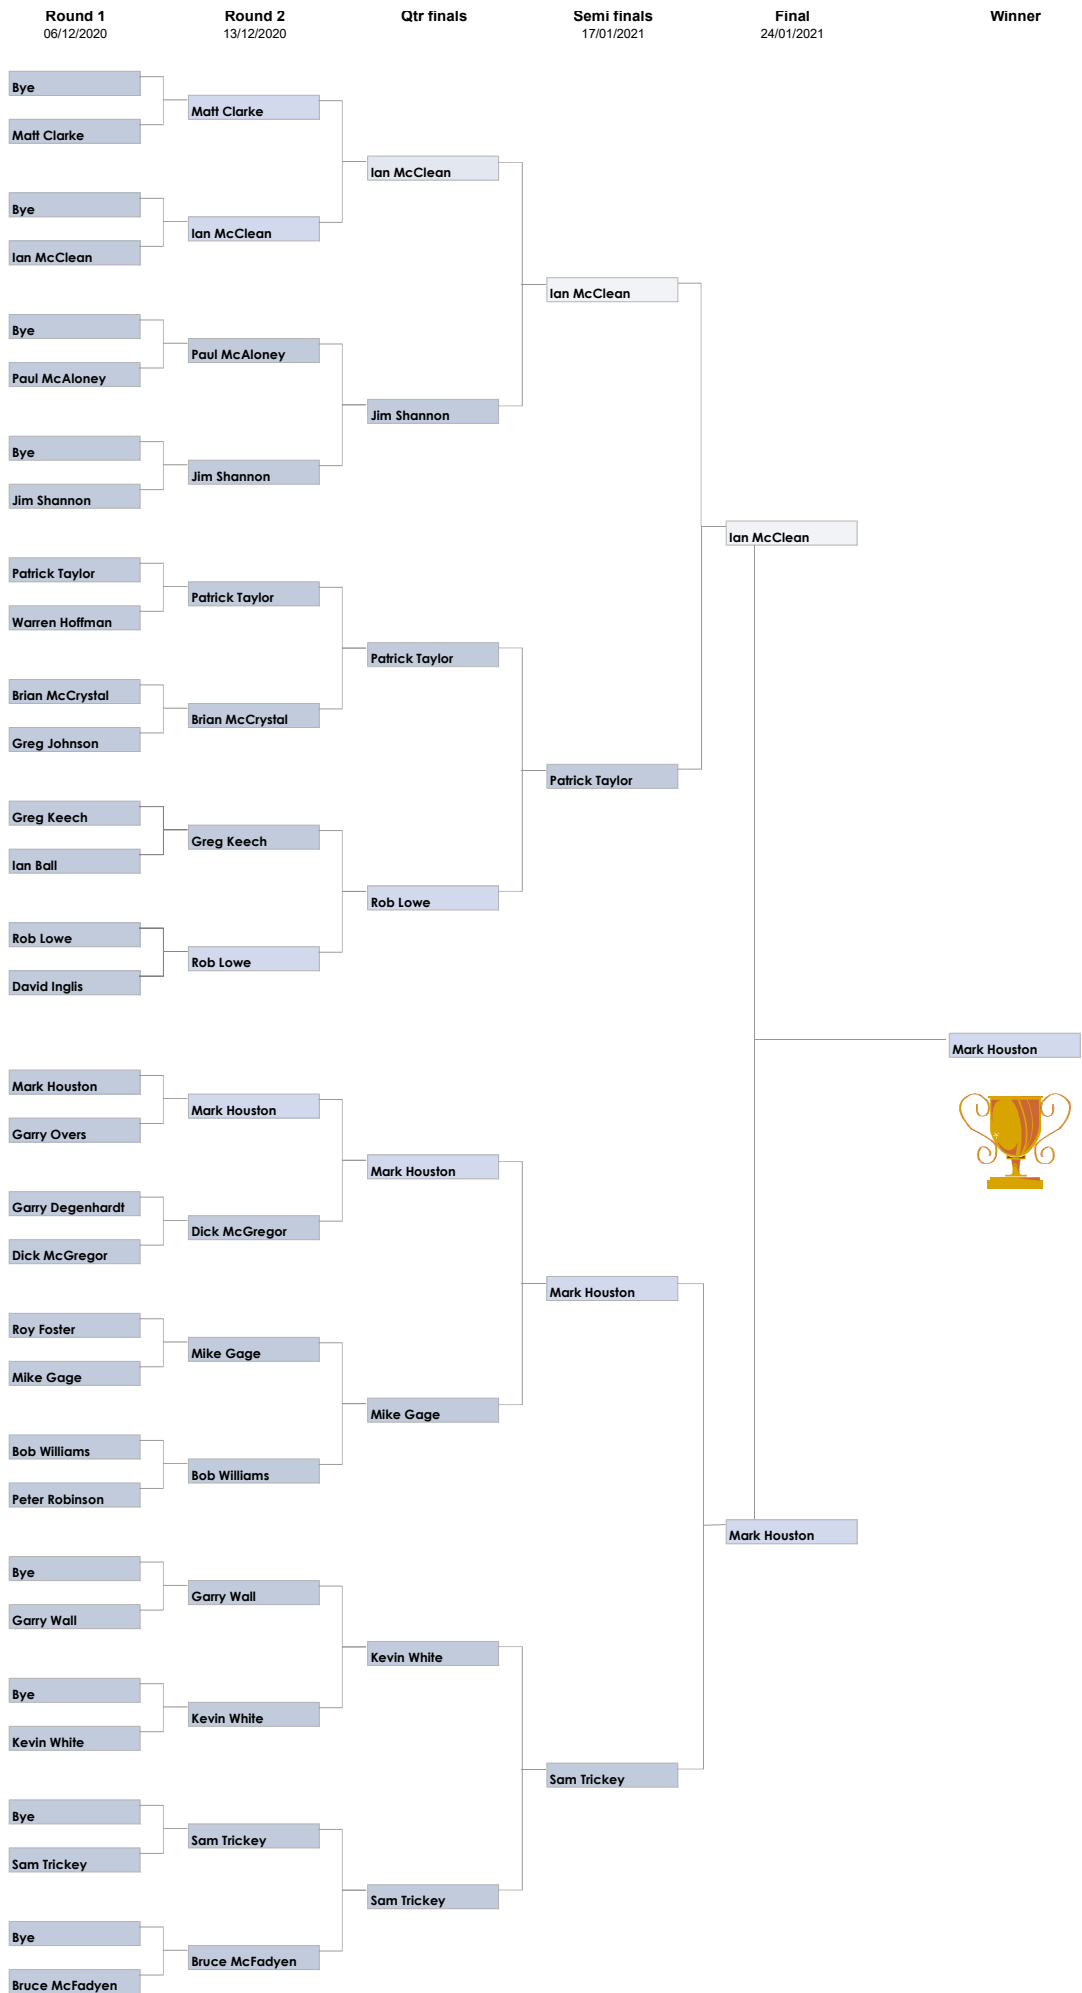 Round 1
06/12/2020
Round 2
13/12/2020
Qtr finals
Semi finals
17/01/2021
Final
24/01/2021
Winner
Bye
Matt Clarke
Bye
Ian McClean
Bye
Paul McAloney
Bye
Jim Shannon
Patrick Taylor
Warren Hoffman
Brian McCrystal
Greg Johnson
Greg Keech
Ian Ball
Rob Lowe
David Inglis
Mark Houston
Garry Overs
Garry Degenhardt
Dick McGregor
Roy Foster
Mike Gage
Bob Williams
Peter Robinson
Bye
Garry Wall
Bye
Kevin White
Bye
Sam Trickey
Bye
Bruce McFadyen
Matt Clarke
Ian McClean
Paul McAloney
Jim Shannon
Patrick Taylor
Brian McCrystal
Greg Keech
Rob Lowe
Mark Houston
Dick McGregor
Mike Gage
Bob Williams
Garry Wall
Kevin White
Sam Trickey
Bruce McFadyen
Ian McClean
Jim Shannon
Patrick Taylor
Rob Lowe
Mark Houston
Mike Gage
Kevin White
Sam Trickey
Ian McClean
Patrick Taylor
Mark Houston
Sam Trickey
Ian McClean
Mark Houston
Mark Houston